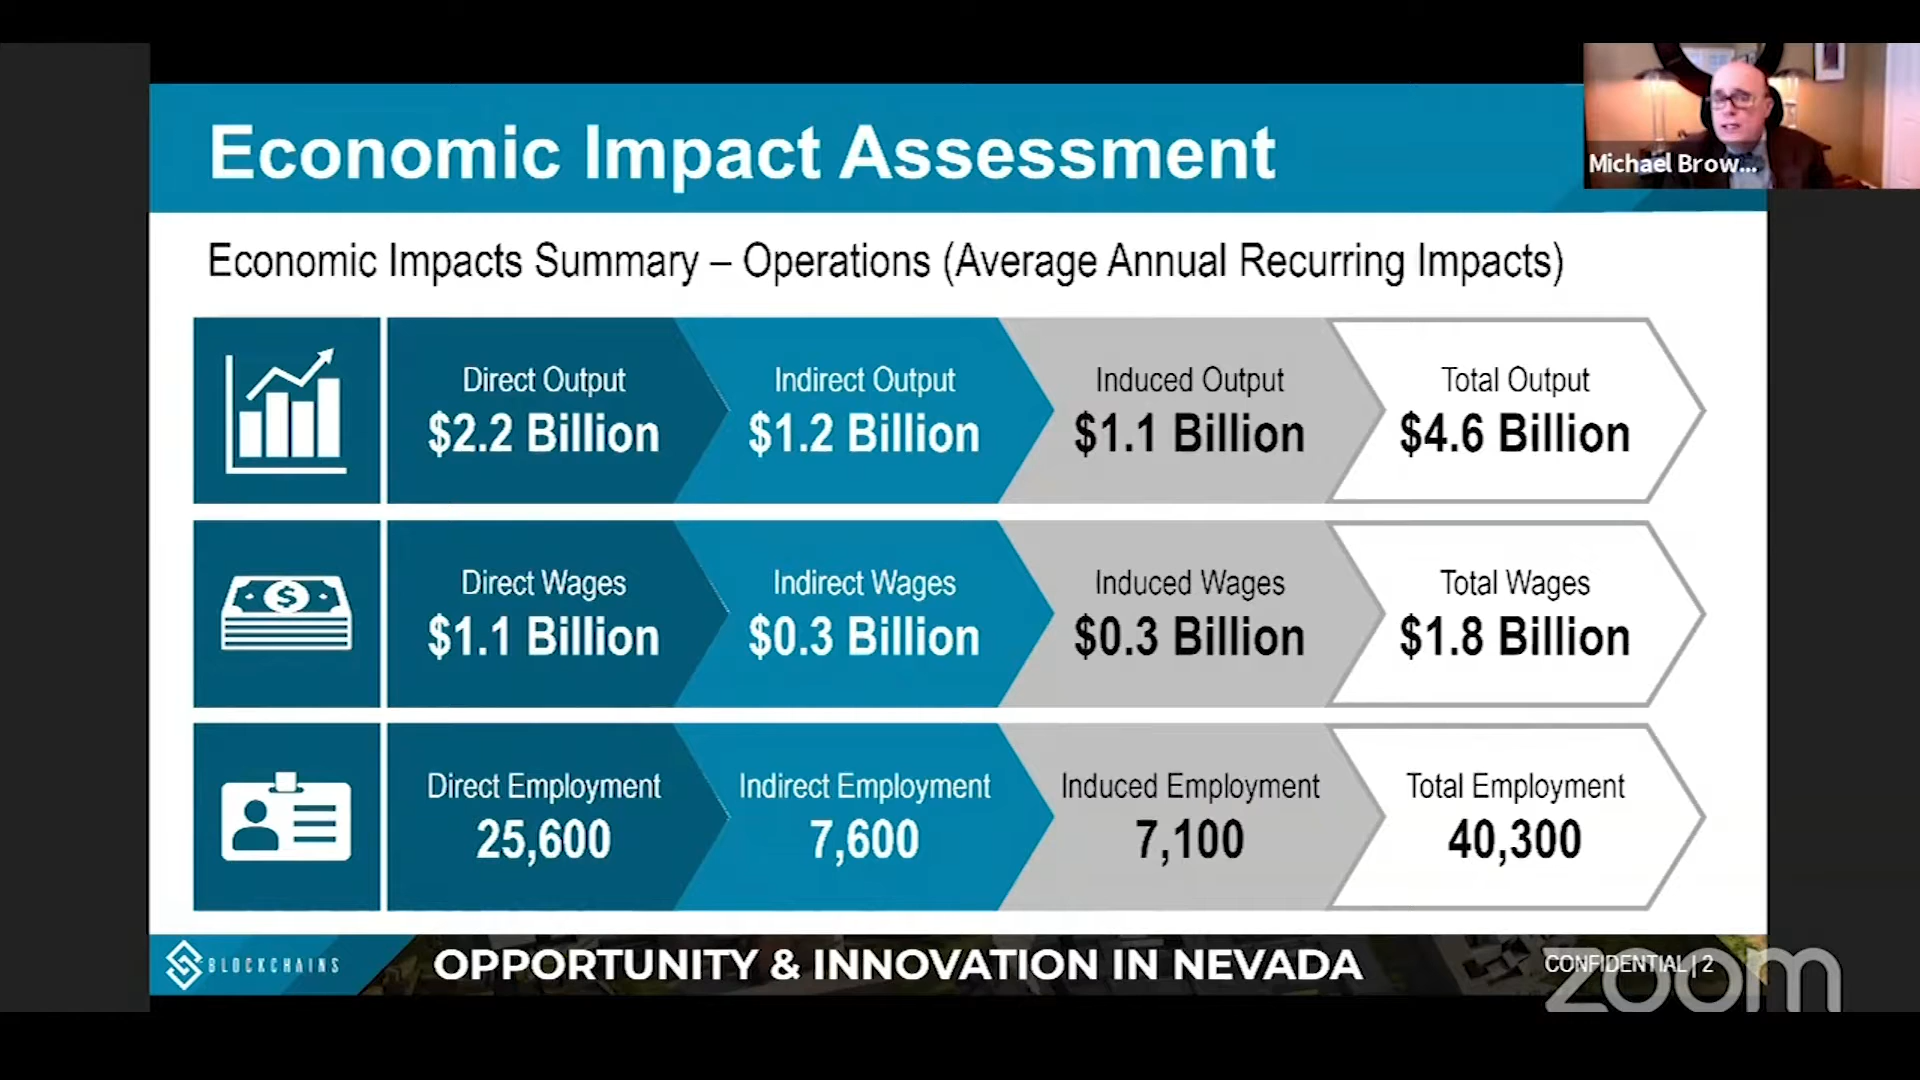 Economic Impact Assessment
Michael Brow...
Economic Impacts Summary – Operations (Average Annual Recurring Impacts)
Direct Output
$2.2 Billion
Indirect Output
$1.2 Billion
Induced Output
$1.1 Billion
Total Output
$4.6 Billion
$
Direct Wages
$1.1 Billion
Indirect Wages
$0.3 Billion
Induced Wages
$0.3 Billion
Total Wages
$1.8 Billion
Direct Employment
25,600
Indirect Employment
7,600
Induced Employment
7,100
Total Employment
40,300
BLOCKCHAINS
OPPORTUNITY & INNOVATION IN NEVADA
CONFIDENTIAL | 2
zoom